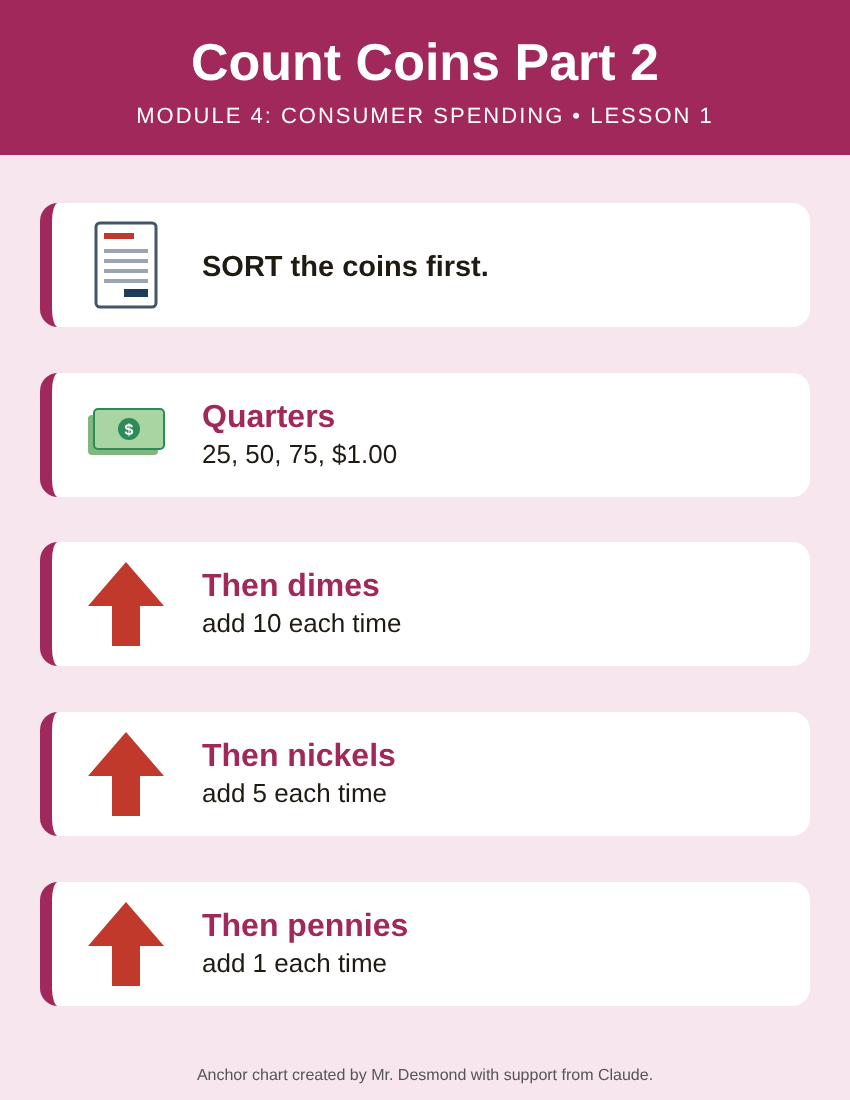 Count Coins Part 2
MODULE 4: CONSUMER SPENDING • LESSON 1
SORT the coins first.
$
Quarters
25, 50, 75, $1.00
Then dimes
add 10 each time
Then nickels
add 5 each time
Then pennies
add 1 each time
Anchor chart created by Mr. Desmond with support from Claude.